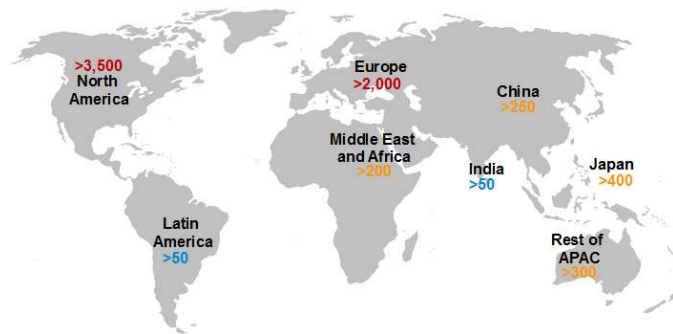 >3,500
North
America
Europe
>2,000
China
>250
Middle East
and Africa
>200
India
>50
Japan
>400
Latin
America
>50
Rest of
APAC
>300